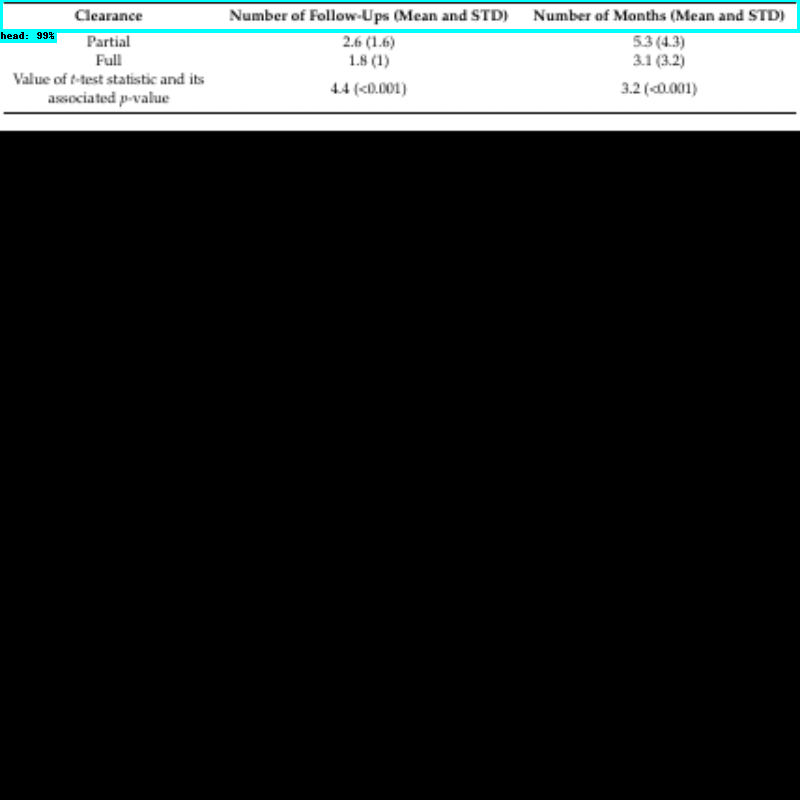 Clearance Number of Follow-Ups (Mean and STD) Number of Months (Mean and STD)
head: 99%
Partial 2.6 (1.6) 5.3 (4.3)
Full 1.8 (1) 3.1 (3.2)
Value of t-test statistic and its
associated p-value 4.4 (<0.001) 3.2 (<0.001)